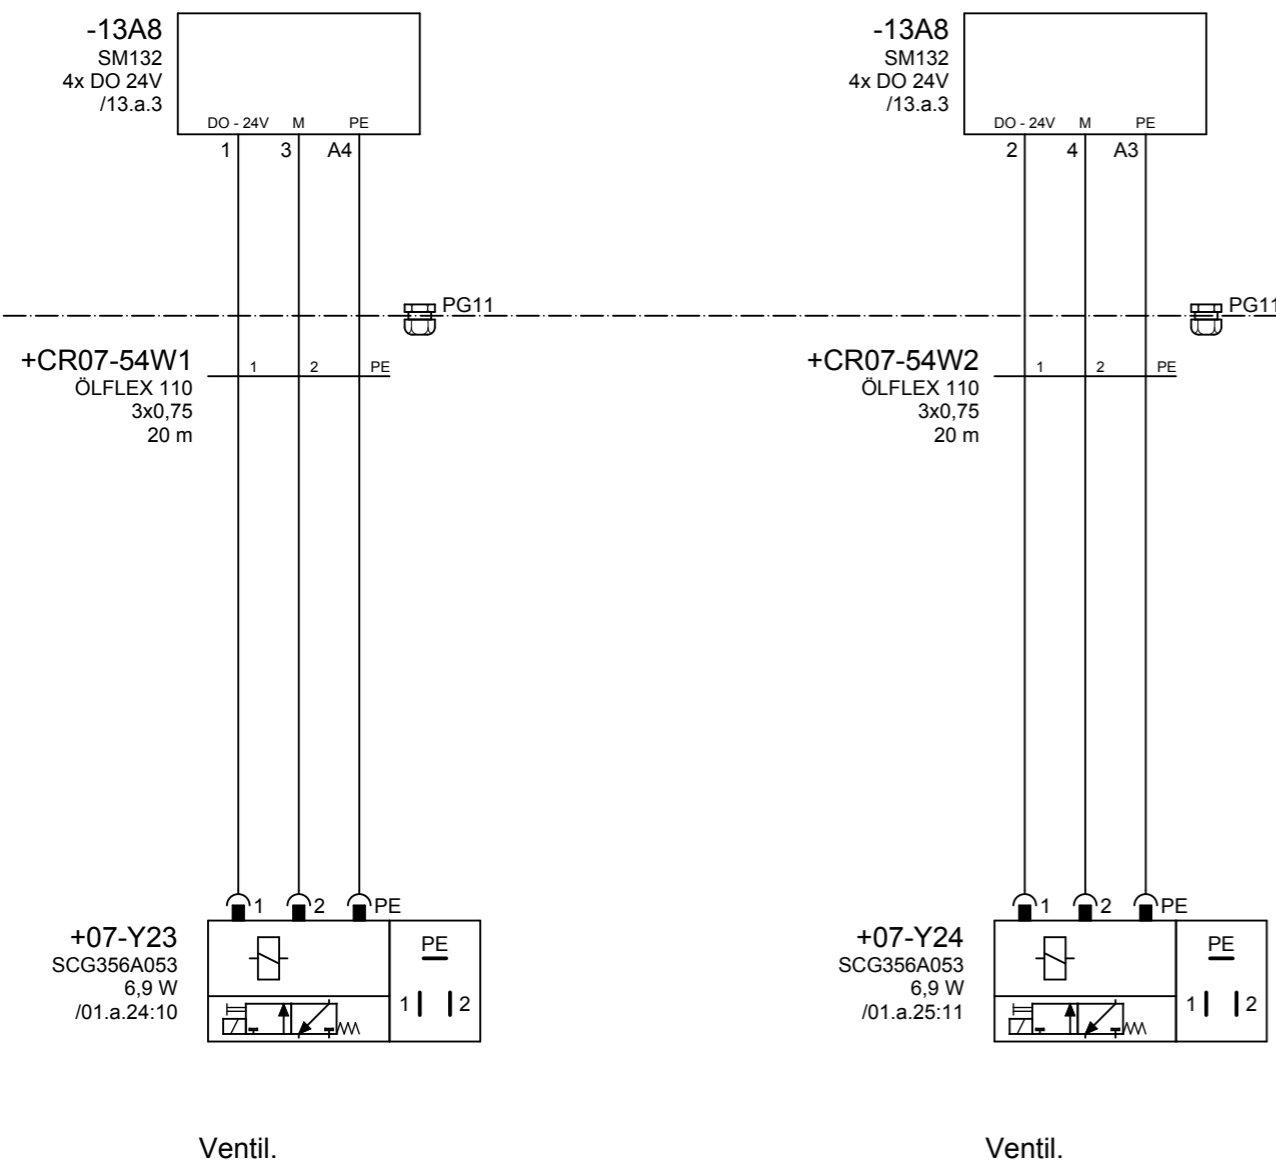 -13A8
SM132
4x DO 24V
/13.a.3
DO - 24V M PE
1 3 A4
PG11
+CR07-54W1
ÖLFLEX 110
3x0,75
20 m
1 2 PE
1 2 PE
+07-Y23
SCG356A053
6,9 W
/01.a.24:10
PE
1 2
Ventil.
-13A8
SM132
4x DO 24V
/13.a.3
DO - 24V M PE
2 4 A3
PG11
+CR07-54W2
ÖLFLEX 110
3x0,75
20 m
1 2 PE
1 2 PE
+07-Y24
SCG356A053
6,9 W
/01.a.25:11
PE
1 2
Ventil.